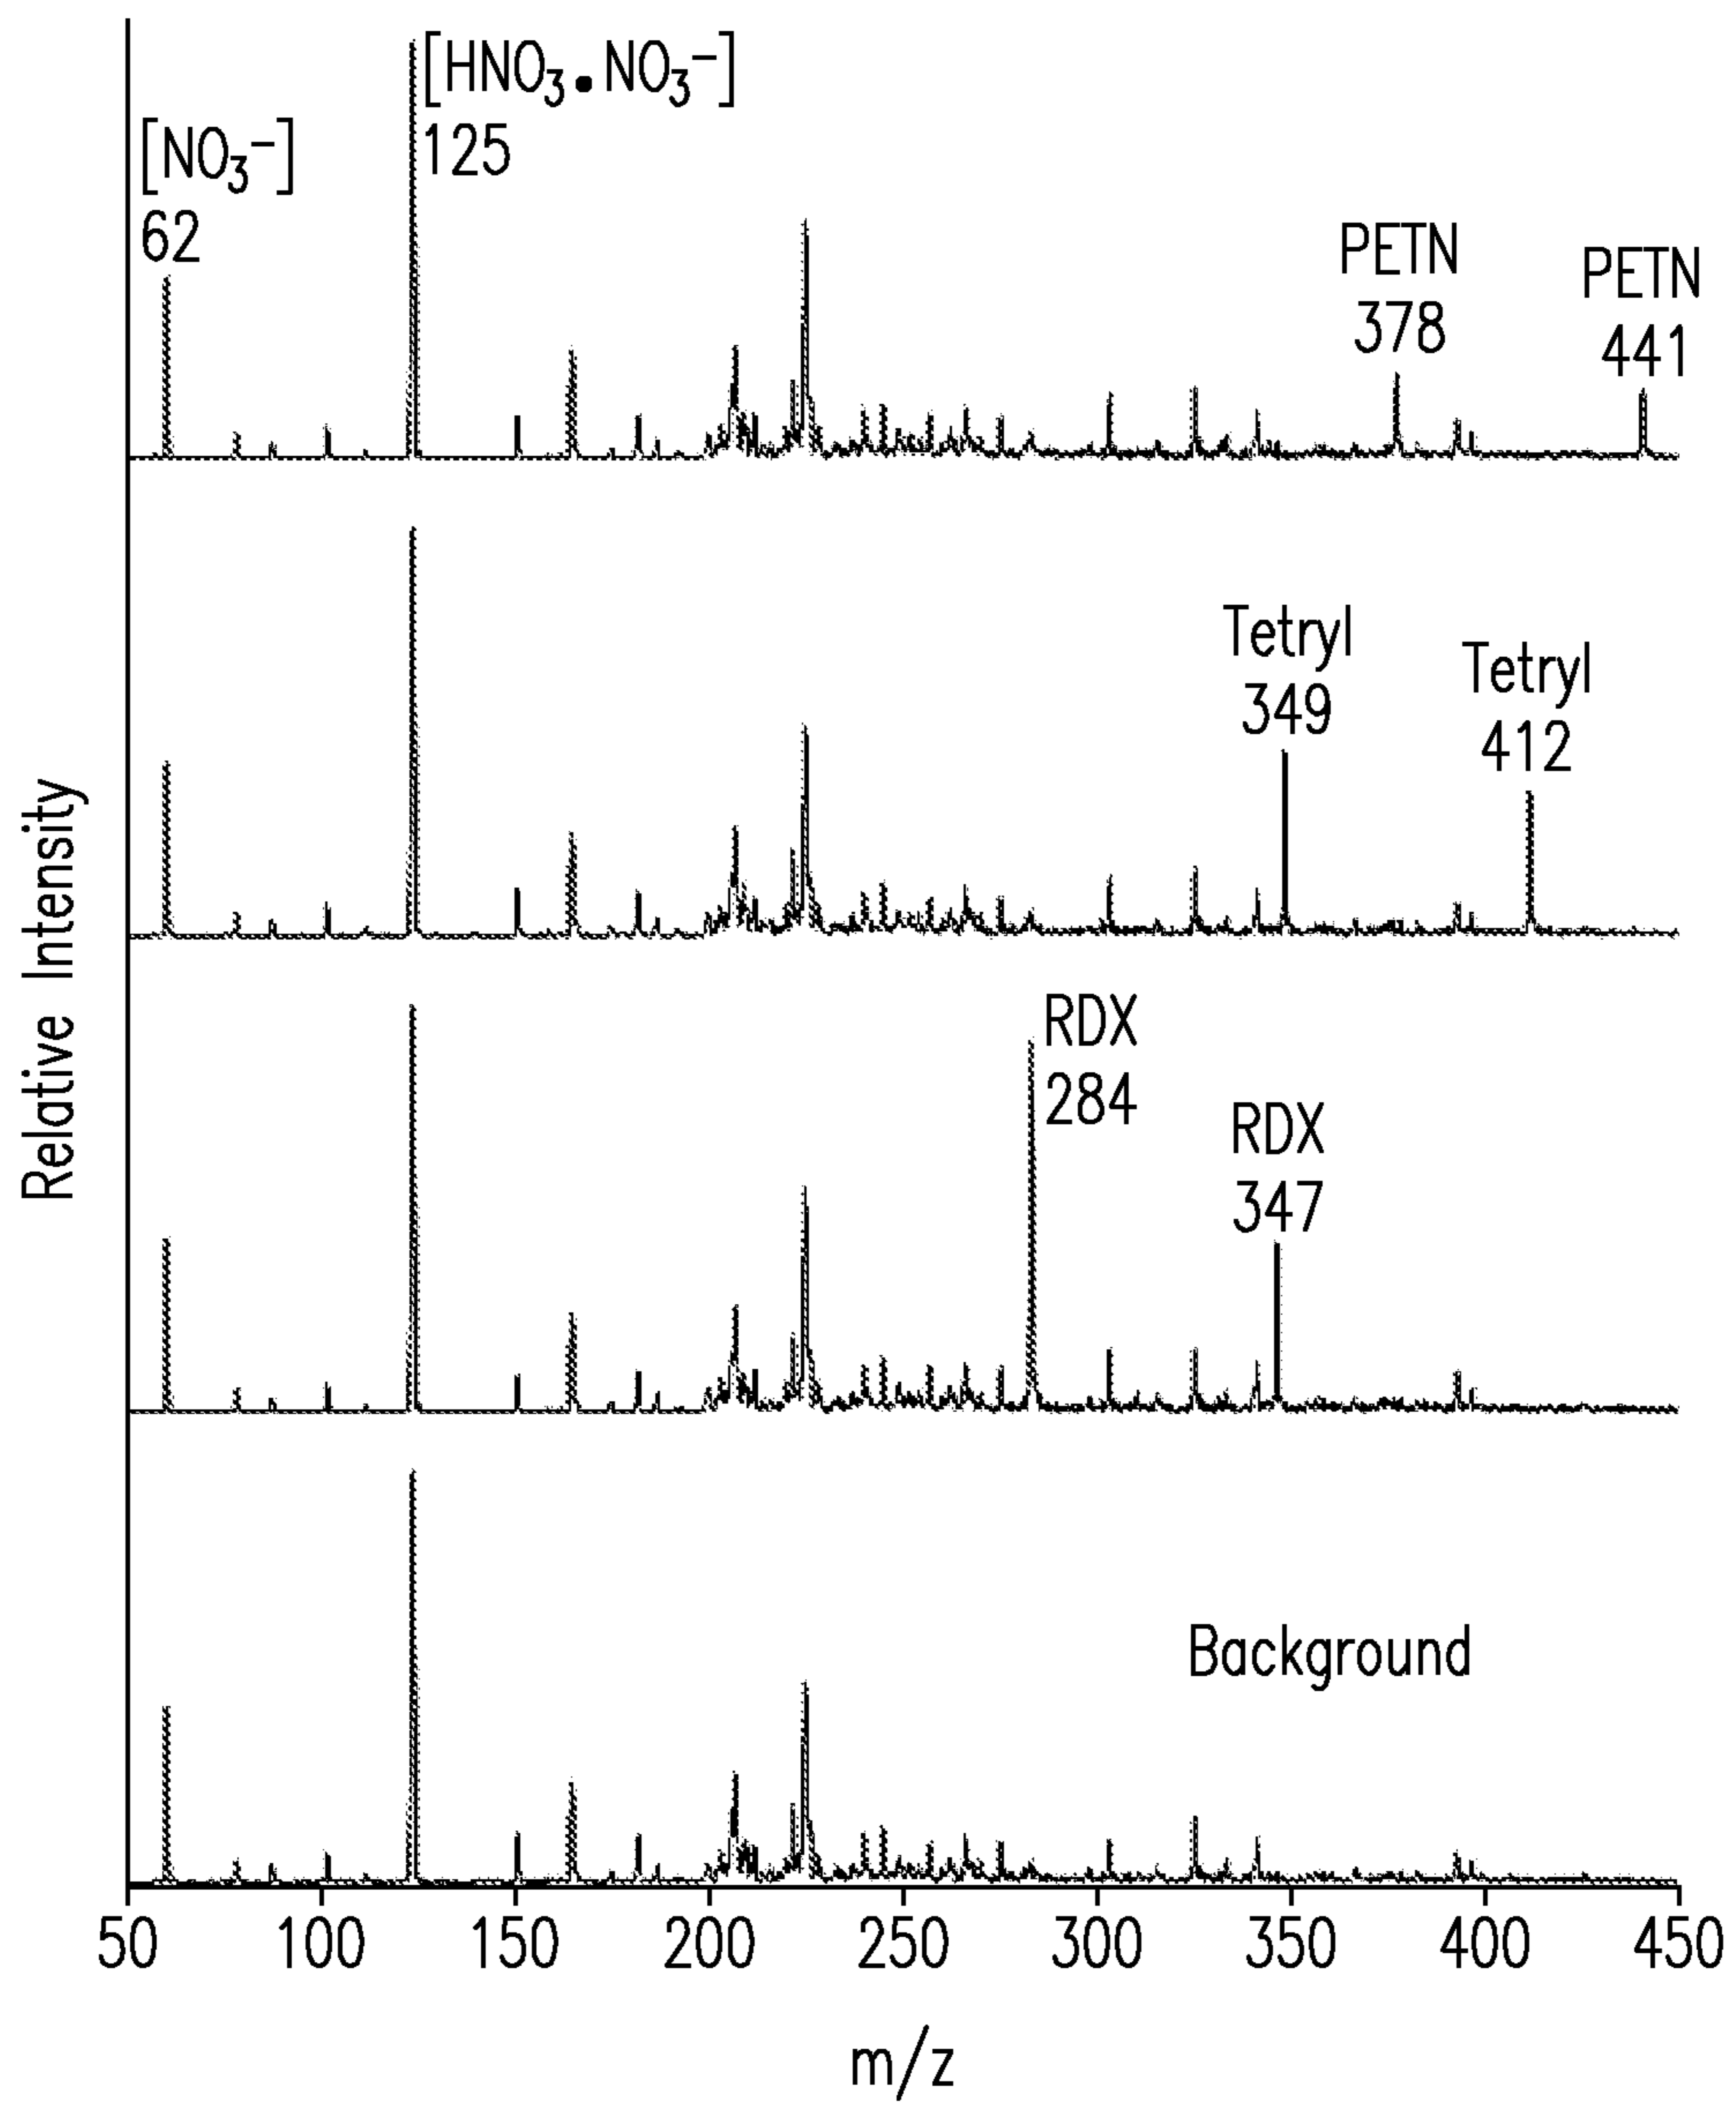 [HNO₃•NO₃⁻]
125
[NO₃⁻]
62
PETN
378
PETN
441
Tetryl
349
Tetryl
412
RDX
284
RDX
347
Background
Relative Intensity
50 100 150 200 250 300 350 400 450
m/z